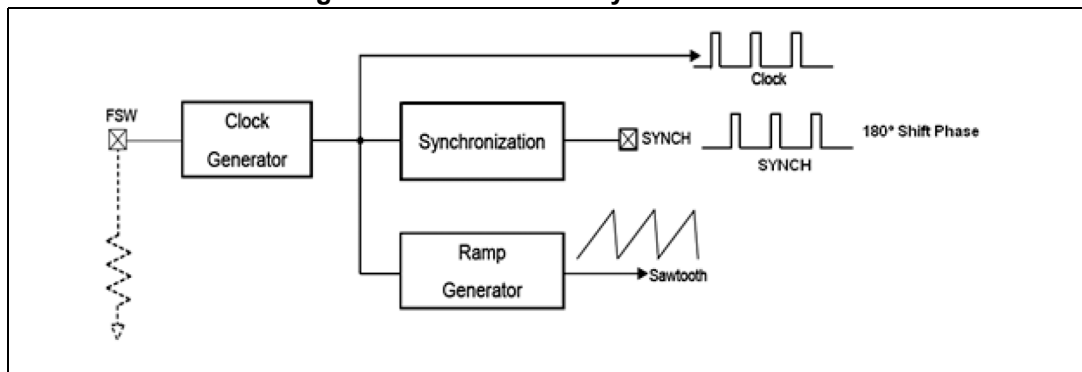 FSW
Clock
Generator
Synchronization
SYNCH
Clock
SYNCH
180° Shift Phase
Ramp
Generator
Sawtooth